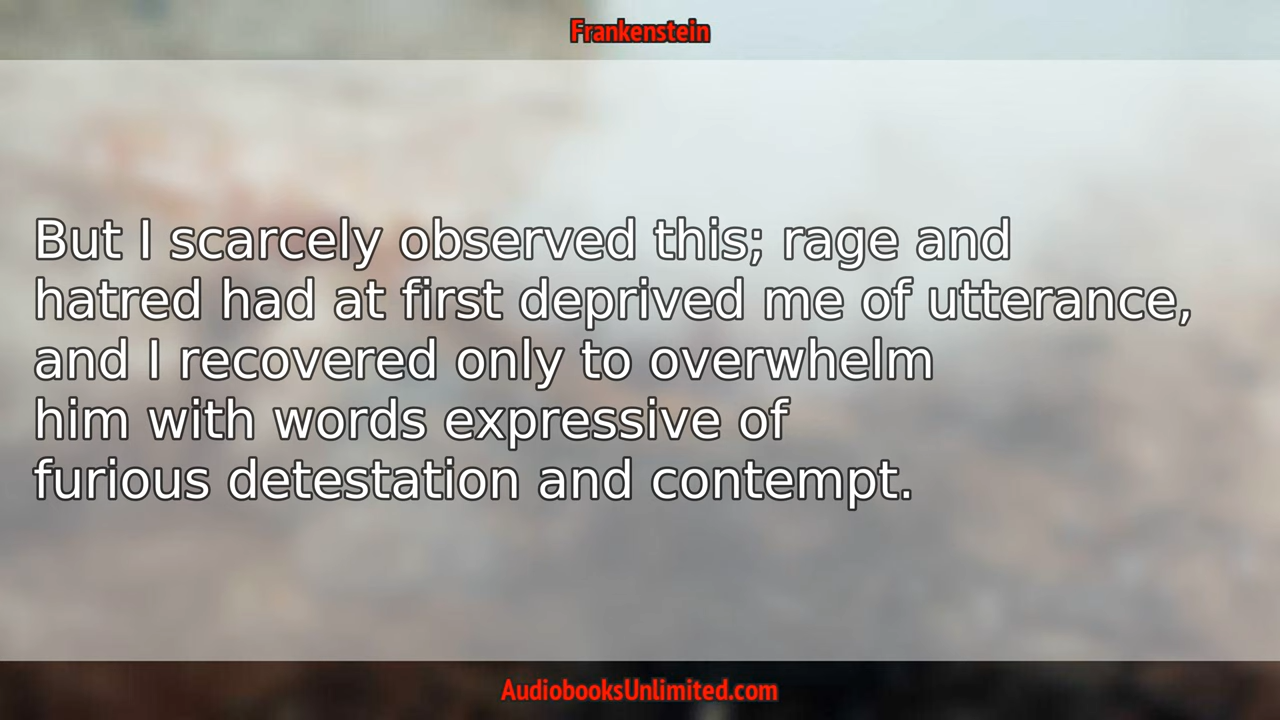 Frankenstein
But I scarcely observed this; rage and
hatred had at first deprived me of utterance,
and I recovered only to overwhelm
him with words expressive of
furious detestation and contempt.
AudiobooksUnlimited.com